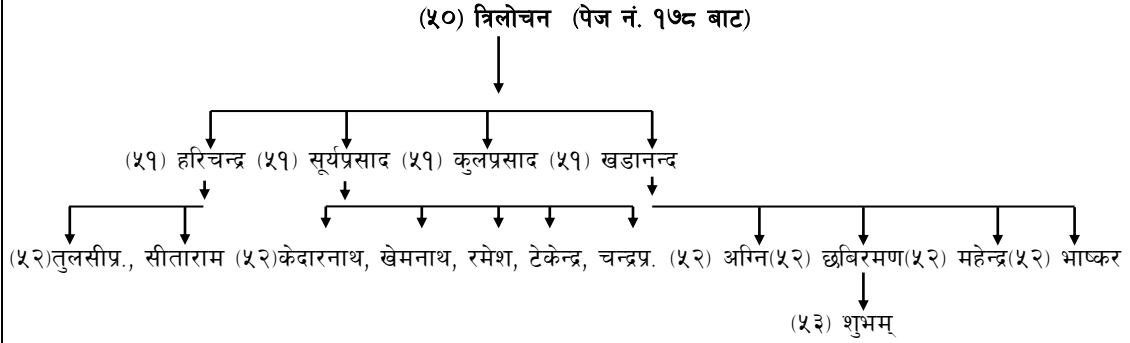 (५०) त्रिलोचन (पेज नं. १७८ बाट)
(५१) हरिचन्द्र (५१) सूर्यप्रसाद (५१) कुलप्रसाद (५१) खडानन्द
(५२)तुलसीप्र., सीताराम (५२)केदारनाथ, खेमनाथ, रमेश, टेकेन्द्र, चन्द्रप्र. (५२) अग्नि(५२) छबिरमण(५२) महेन्द्र(५२) भाष्कर
(५३) शुभम्